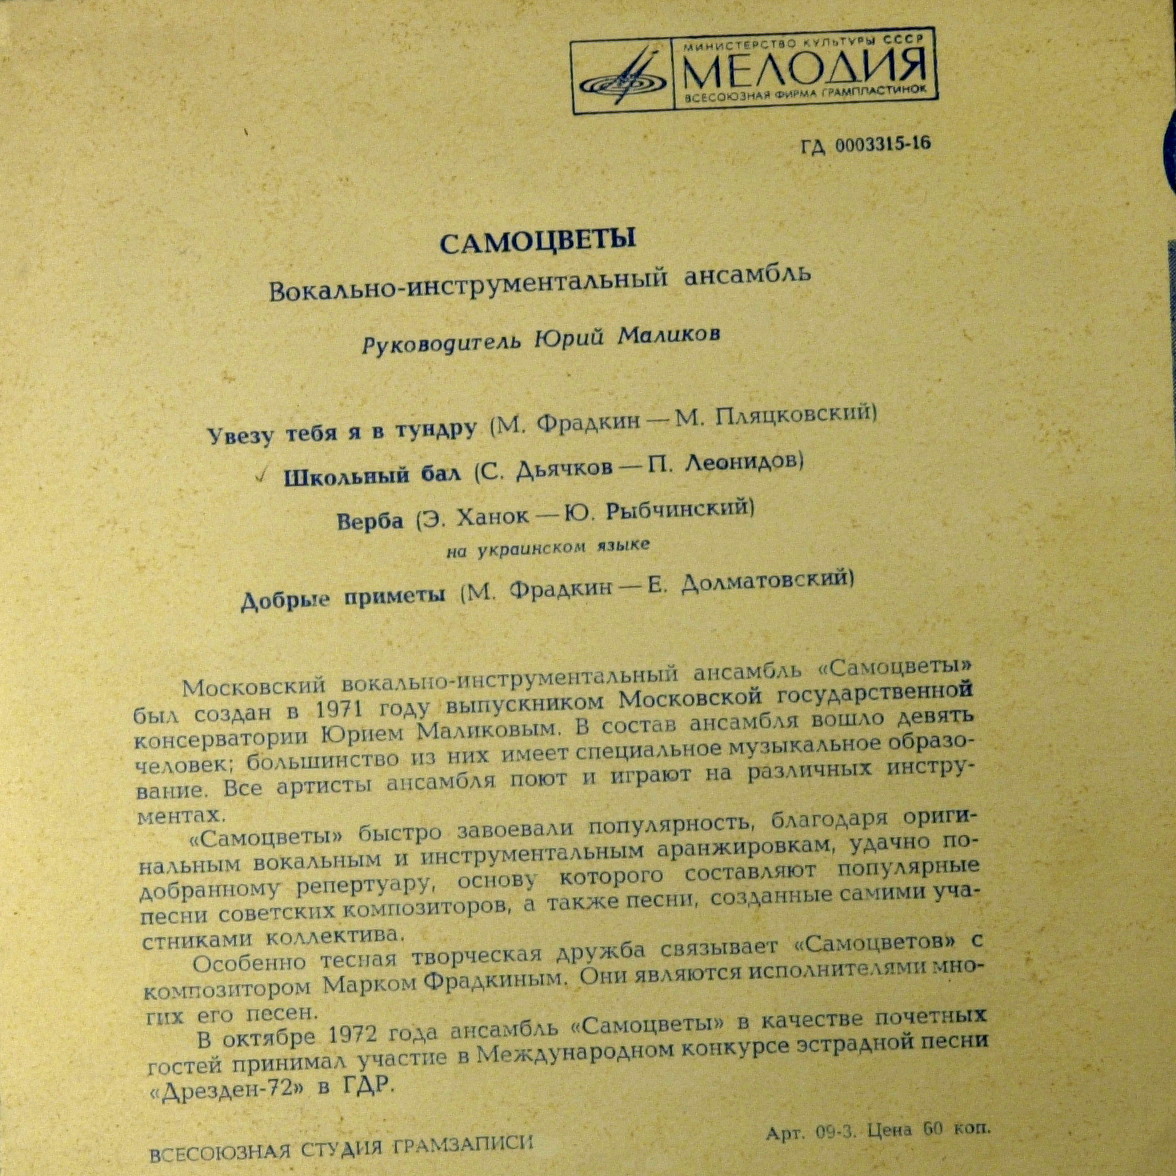 МИНИСТЕРСТВО КУЛЬТУРЫ СССР
МЕЛОДИЯ
ВСЕСОЮЗНАЯ ФИРМА ГРАМПЛАСТИНОК
ГД 0003315-16
САМОЦВЕТЫ
Вокально-инструментальный ансамбль
Руководитель Юрий Маликов
Увезу тебя я в тундру (М. Фрадкин — М. Пляцковский)
Школьный бал (С. Дьячков — П. Леонидов)
Верба (Э. Ханок — Ю. Рыбчинский)
на украинском языке
Добрые приметы (М. Фрадкин — Е. Долматовский)
Московский вокально-инструментальный ансамбль «Самоцветы»
был создан в 1971 году выпускником Московской государственной
консерватории Юрием Маликовым. В состав ансамбля вошло девять
человек; большинство из них имеет специальное музыкальное образо-
вание. Все артисты ансамбля поют и играют на различных инстру-
ментах.
«Самоцветы» быстро завоевали популярность, благодаря ориги-
нальным вокальным и инструментальным аранжировкам, удачно по-
добранному репертуару, основу которого составляют популярные
песни советских композиторов, а также песни, созданные самими уча-
стниками коллектива.
Особенно тесная творческая дружба связывает «Самоцветов» с
композитором Марком Фрадкиным. Они являются исполнителями мно-
гих его песен.
В октябре 1972 года ансамбль «Самоцветы» в качестве почетных
гостей принимал участие в Международном конкурсе эстрадной песни
«Дрезден-72» в ГДР.
ВСЕСОЮЗНАЯ СТУДИЯ ГРАМЗАПИСИ
Арт. 09-3. Цена 60 коп.